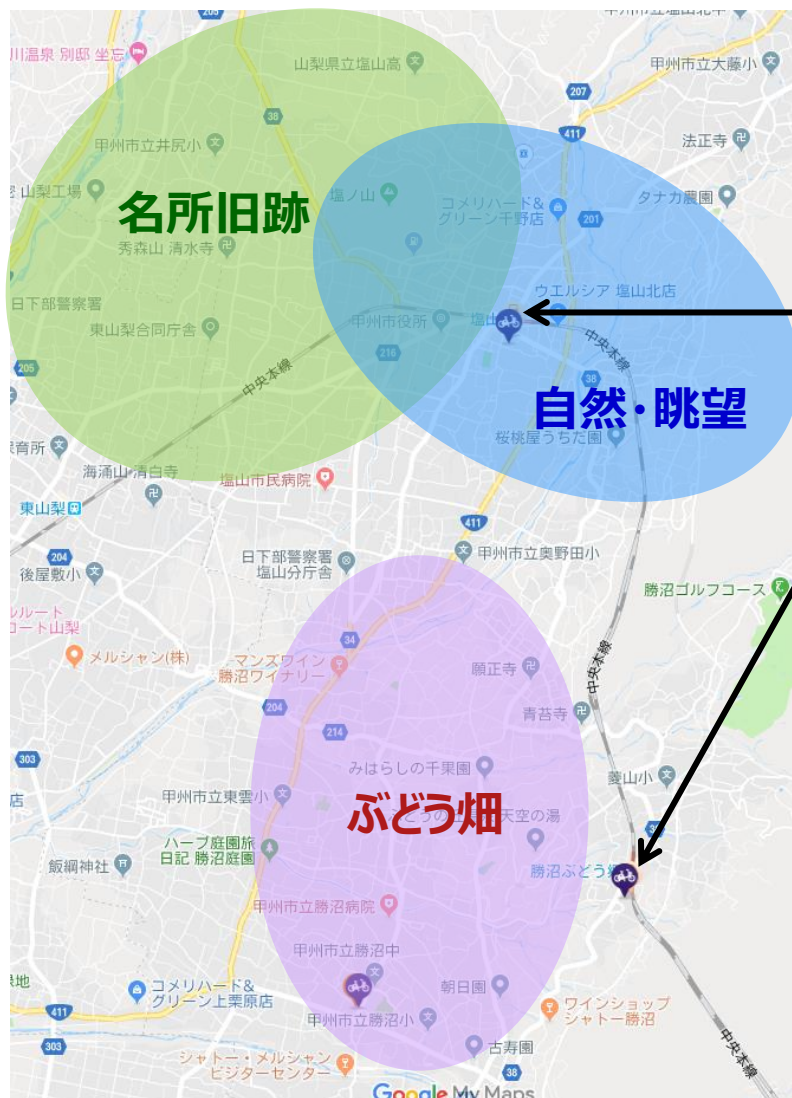 205
川温泉 別邸 坐忘
山梨県立塩山高
甲州市立大藤小
207
38
411
甲州市立井尻小
法正寺
山梨工場
塩ノ山
コメリハード&
グリーン千野店
タナカ農園
201
名所旧跡
秀森山 清水寺
日下部警察署
ウエルシア 塩山北店
東山梨合同庁舎
甲州市役所
塩山
中央本線
216
205
中央本線
38
自然・眺望
保育所
桜桃屋うちだ園
海涌山 清白寺
塩山市民病院
東山梨
411
204
後屋敷小
日下部警察署
塩山分庁舎
甲州市立奥野田小
勝沼ゴルフコース
ルルート
コート山梨
34
メルシャン(株)
マンズワイン
勝沼ワイナリー
願正寺
中央本線
204
青苔寺
214
303
みはらしの千果園
菱山小
店
甲州市立東雲小
ぶどう畑
天空の湯
ハーブ庭園旅
日記 勝沼庭園
飯綱神社
勝沼ぶどう
甲州市立勝沼病院
甲州市立勝沼中
朝日園
コメリハード&
グリーン上栗原店
甲州市立勝沼小
ワインショップ
シャトー勝沼
411
303
古寿園
シャトー・メルシャン
ビジターセンター
38
中央本線
Google My Maps